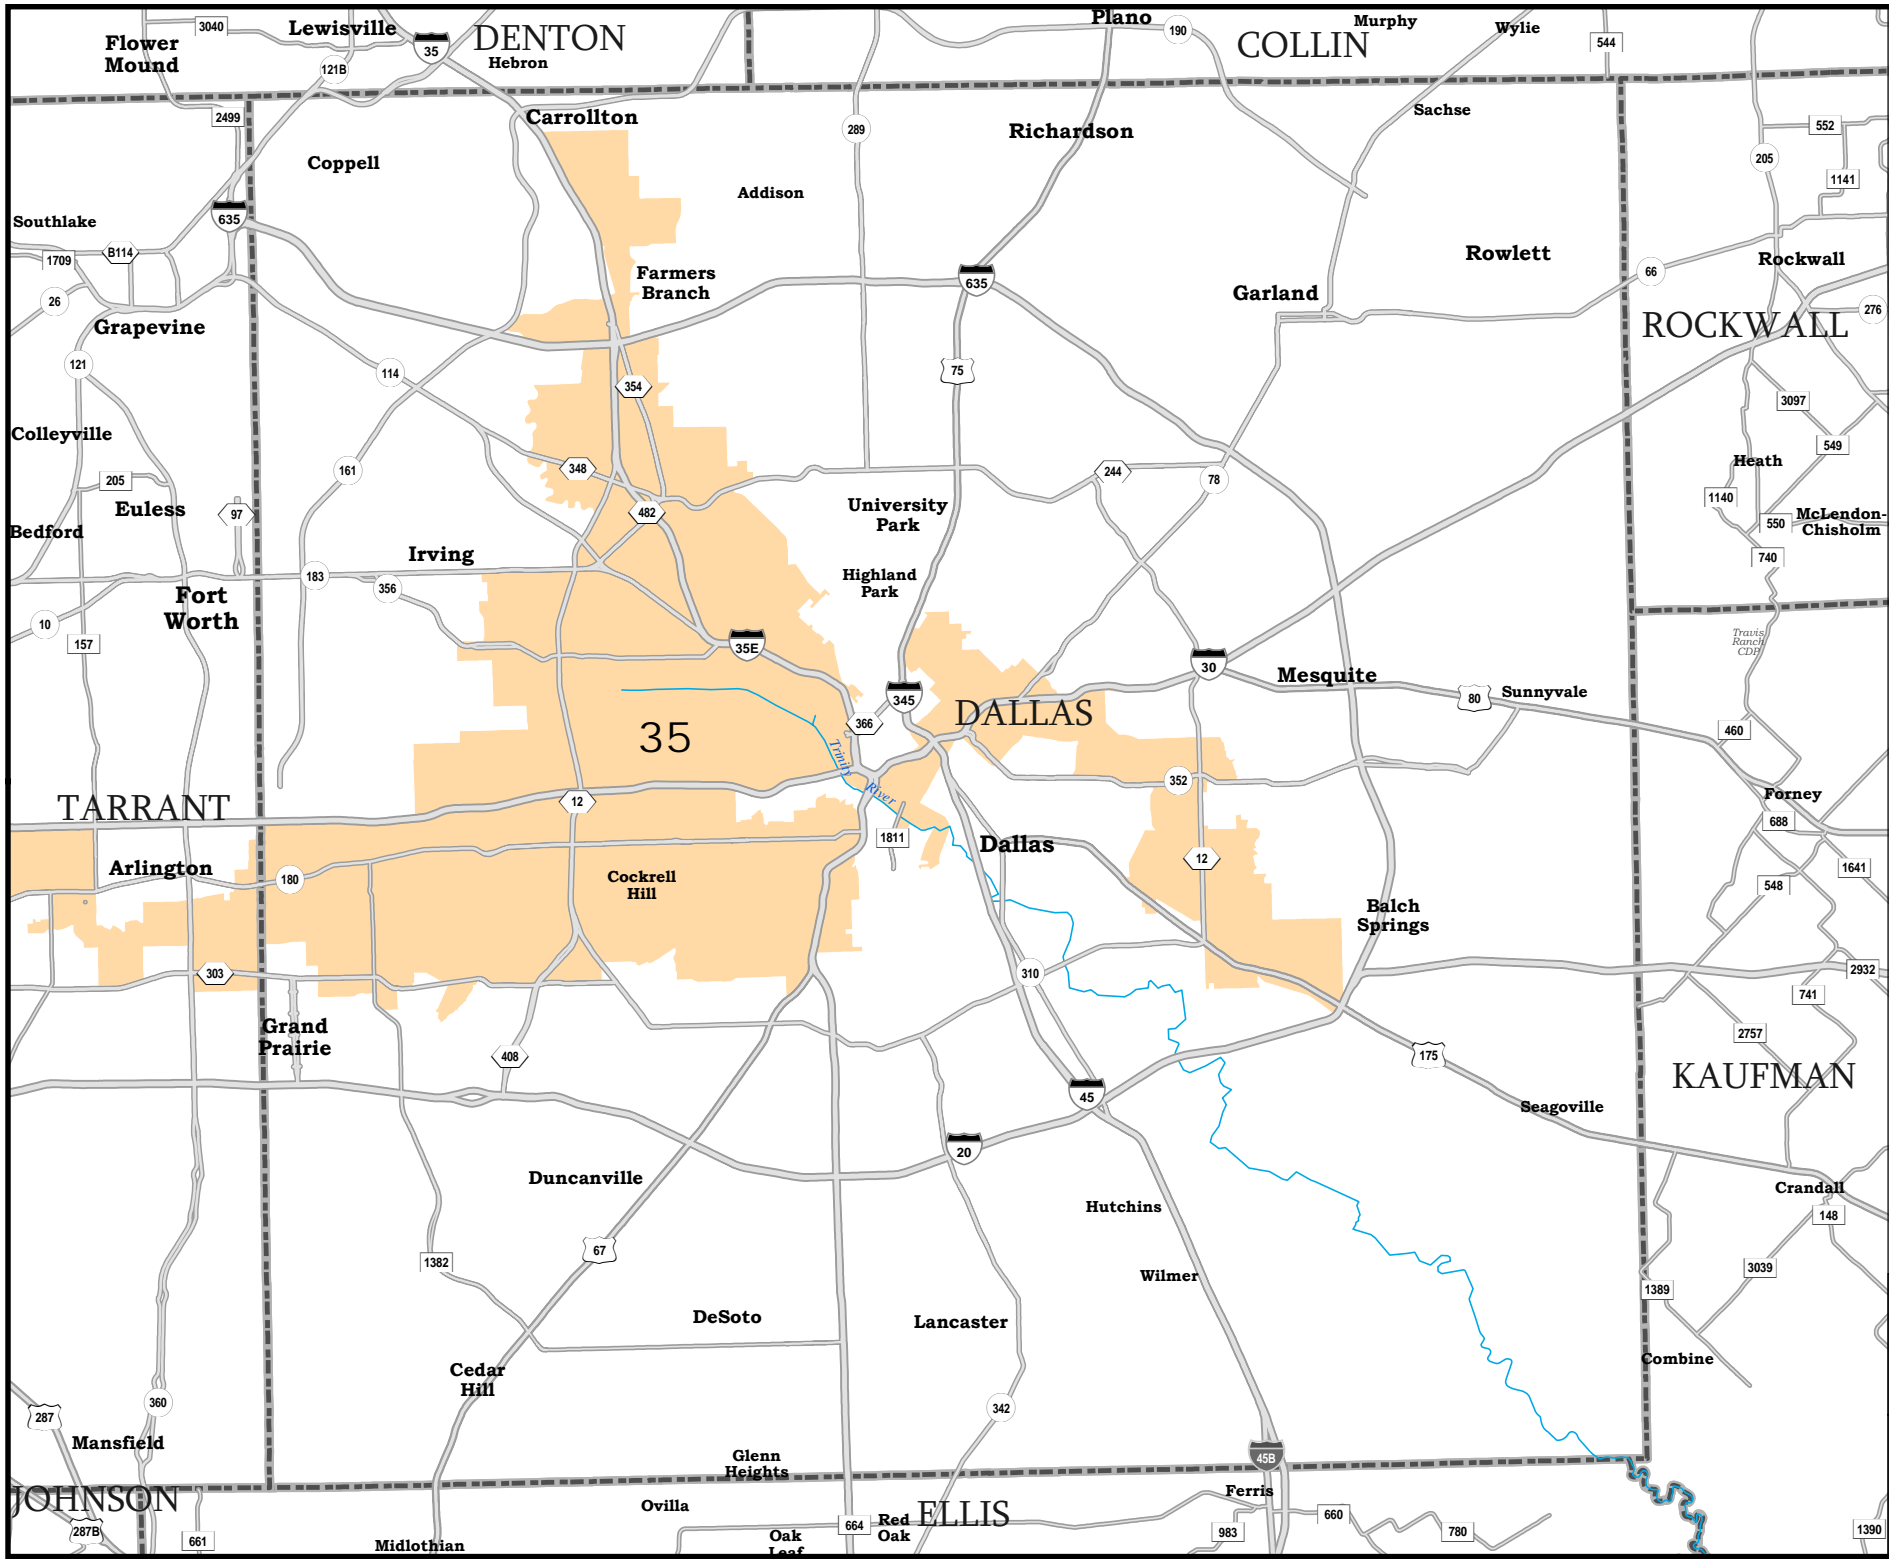 3040
Lewisville
35
DENTON
Hebron
Plano
190
COLLIN
Murphy
Wylie
544
Flower
Mound
121B
2499
Carrollton
289
Richardson
Sachse
552
205
1141
Coppell
Addison
Southlake
635
B114
1709
26
Grapevine
Farmers
Branch
635
Garland
Rowlett
66
Rockwall
276
ROCKWALL
121
114
354
75
3097
Colleyville
549
205
161
348
244
78
Heath
1140
Euless
97
482
University
Park
550
McLendon-
Chisholm
Bedford
Irving
740
183
356
Highland
Park
Fort
Worth
10
157
35E
30
Travis
Ranch
CDP
Mesquite
80
Sunnyvale
345
366
DALLAS
460
35
Trinity
River
352
12
TARRANT
Forney
688
1811
Dallas
12
Arlington
180
Cockrell
Hill
1641
548
Balch
Springs
303
310
2932
741
Grand
Prairie
408
2757
175
KAUFMAN
45
Seagoville
20
Duncanville
Crandall
148
Hutchins
67
1382
Wilmer
3039
1389
DeSoto
Lancaster
Combine
Cedar
Hill
360
342
287
Mansfield
Glenn
Heights
45B
JOHNSON
Ferris
Ovilla
ELLIS
287B
661
664
Red
Oak
983
660
780
1390
Midlothian
Oak
Leaf